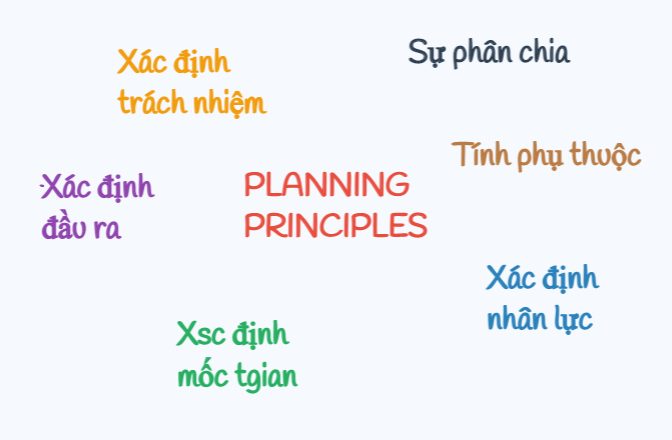 Xác định
trách nhiệm
Sự phân chia
Tính phụ thuộc
Xác định
đầu ra
PLANNING
PRINCIPLES
Xác định
nhân lực
Xsc định
mốc tgian